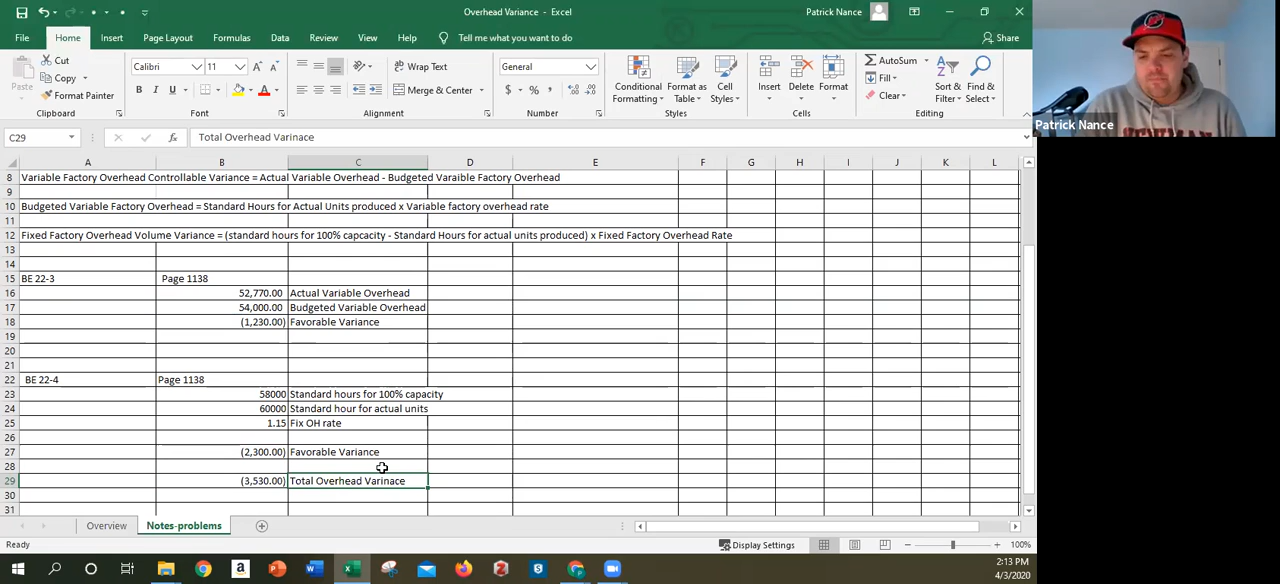 Overhead Variance - Excel
Patrick Nance
File Home Insert Page Layout Formulas Data Review View Help Tell me what you want to do Share
Cut
Copy
Format Painter
Paste
Clipboard
Calibri 11
B I U
Font
Wrap Text
Merge & Center
Alignment
General
$ % ,
Number
Conditional Formatting
Format as Table
Cell Styles
Styles
Insert Delete Format
Cells
AutoSum
Fill
Clear
Sort & Filter
Find & Select
Editing
Patrick Nance
C29 fx Total Overhead Varinace
A B C D E F G H I J K L
8 Variable Factory Overhead Controllable Variance = Actual Variable Overhead - Budgeted Varaible Factory Overhead
9
10 Budgeted Variable Factory Overhead = Standard Hours for Actual Units produced x Variable factory overhead rate
11
12 Fixed Factory Overhead Volume Variance = (standard hours for 100% capcacity - Standard Hours for actual units produced) x Fixed Factory Overhead Rate
13
14
15 BE 22-3 Page 1138
16 52,770.00 Actual Variable Overhead
17 54,000.00 Budgeted Variable Overhead
18 (1,230.00) Favorable Variance
19
20
21
22 BE 22-4 Page 1138
23 58000 Standard hours for 100% capacity
24 60000 Standard hour for actual units
25 1.15 Fix OH rate
26
27 (2,300.00) Favorable Variance
28
29 (3,530.00) Total Overhead Varinace
30
31
Overview Notes-problems
Ready Display Settings 100%
2:13 PM
4/3/2020